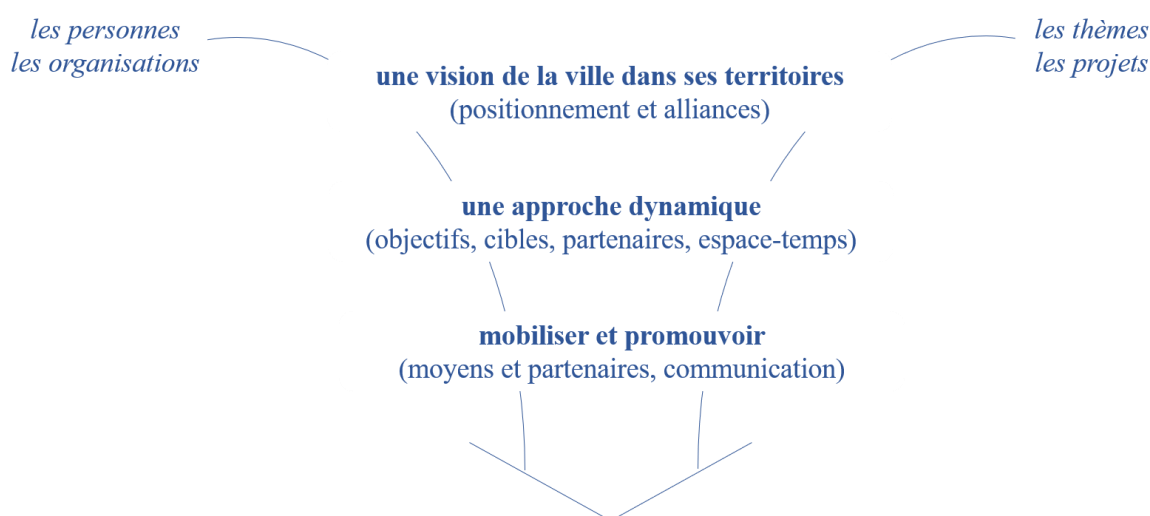 les personnes
les organisations
les thèmes
les projets
une vision de la ville dans ses territoires
(positionnement et alliances)
une approche dynamique
(objectifs, cibles, partenaires, espace-temps)
mobiliser et promouvoir
(moyens et partenaires, communication)